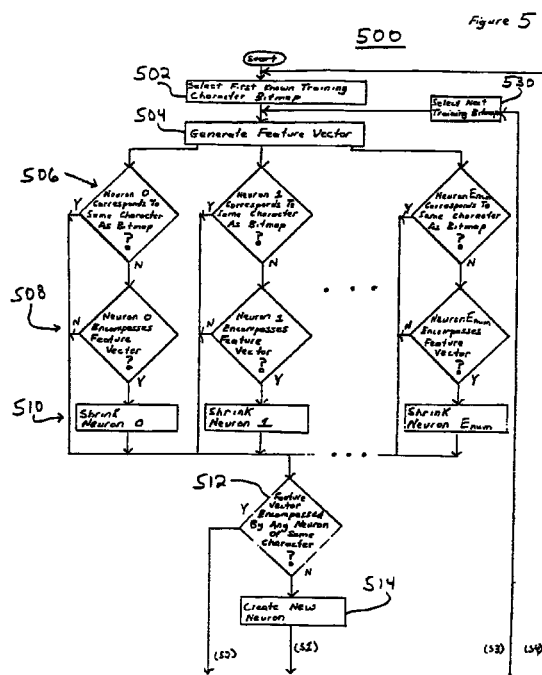 Figure 5
500
Start
502
Select First Known Training
Character Bitmap
530
Select Next
Training Bitmap
504
Generate Feature Vector
506
Neuron 0
Corresponds To
Same Character
As Bitmap
?
Y
N
Neuron 1
Corresponds To
Same Character
As Bitmap
?
Y
N
Neuron Enum
Corresponds To
Same Character
As Bitmap
?
Y
N
508
Neuron 0
Encompasses
Feature
Vector
?
N
Y
Neuron 1
Encompasses
Feature
Vector
?
N
Y
Neuron Enum
Encompasses
Feature
Vector
?
N
Y
510
Shrink
Neuron 0
Shrink
Neuron 1
Shrink
Neuron Enum
512
Feature
Vector
Encompassed
By Any Neuron
Of Same
Character
?
Y
N
514
Create New
Neuron
(S2)
(S1)
(S3)
(S4)